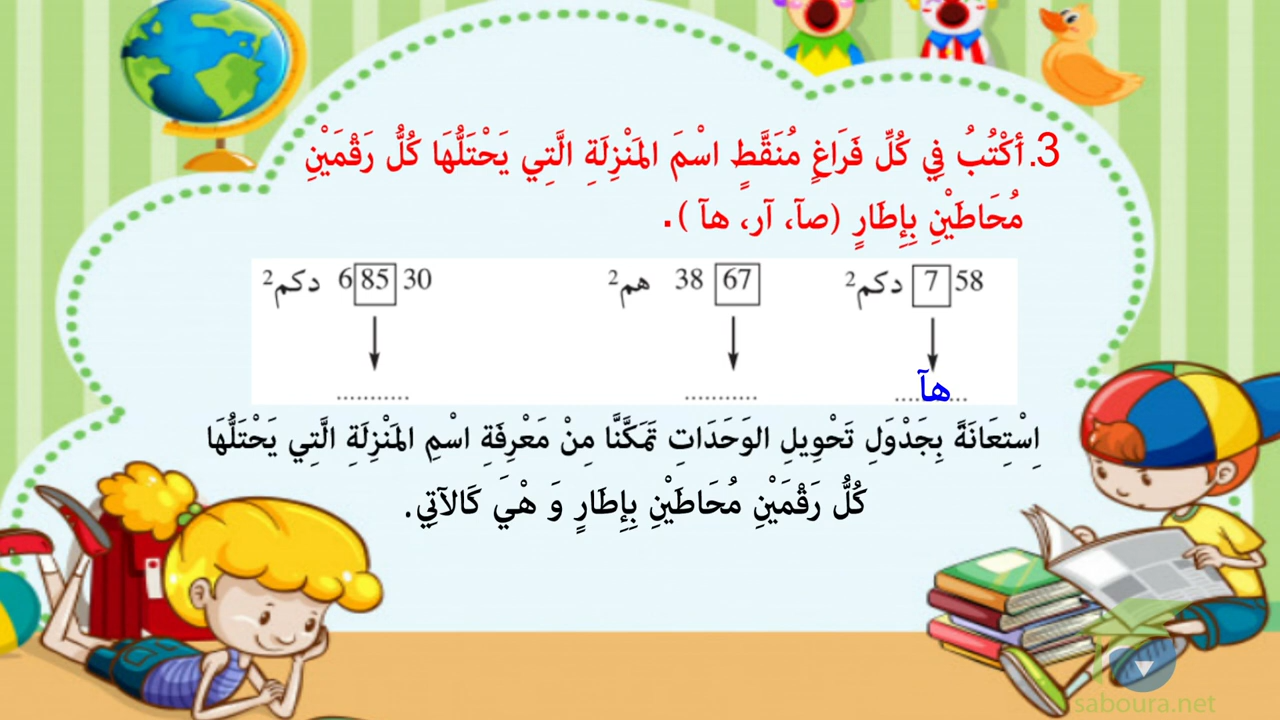 3. أَكْتُبُ فِي كُلِّ فَرَاغٍ مُنَقَّطٍ اسْمَ المَنْزِلَةِ الَّتِي يَحْتَلُّهَا كُلُّ رَقْمَيْنِ
مُحَاطَيْنِ بِإِطَارٍ (صآ، آر، هآ ).
58 7 دكم²
38 67 هم²
6 85 30 دكم²
....هآ....
...........
...........
اِسْتِعَانَةً بِجَدْوَلِ تَحْوِيلِ الوَحَدَاتِ تَمَكَّنَّا مِنْ مَعْرِفَةِ اسْمِ المَنْزِلَةِ الَّتِي يَحْتَلُّهَا
كُلُّ رَقْمَيْنِ مُحَاطَيْنِ بِإِطَارٍ وَ هْيَ كَالآتِي.
saboura.net